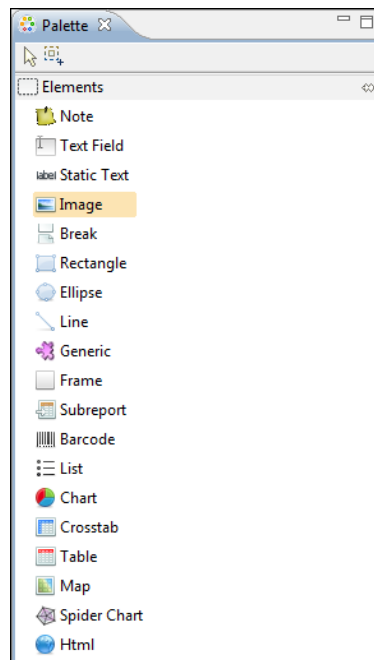 Palette
Elements
Note
Text Field
label Static Text
Image
Break
Rectangle
Ellipse
Line
Generic
Frame
Subreport
Barcode
List
Chart
Crosstab
Table
Map
Spider Chart
Html